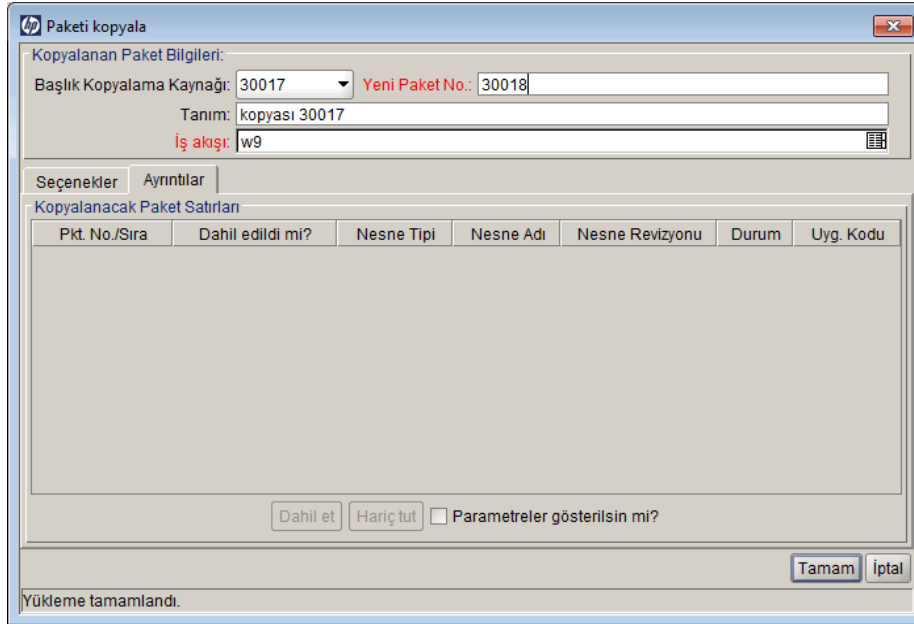 hp Paketi kopyala
Kopyalanan Paket Bilgileri:
Başlık Kopyalama Kaynağı: 30017 Yeni Paket No.: 30018
Tanım: kopyası 30017
İş akışı: w9
Seçenekler Ayrıntılar
Kopyalanacak Paket Satırları
Pkt. No./Sıra Dahil edildi mi? Nesne Tipi Nesne Adı Nesne Revizyonu Durum Uyg. Kodu
Dahil et Hariç tut Parametreler gösterilsin mi?
Tamam İptal
Yükleme tamamlandı.